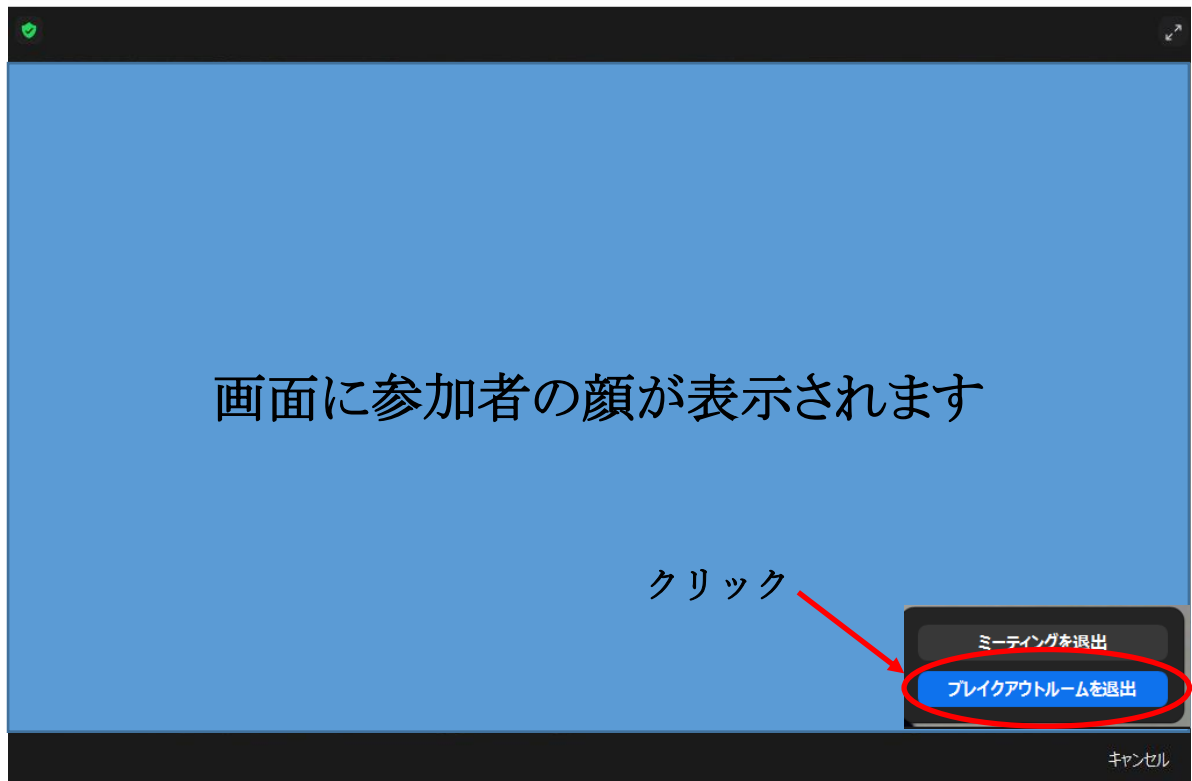 画面に参加者の顔が表示されます
クリック
ミーティングを退出
ブレイクアウトルームを退出
キャンセル